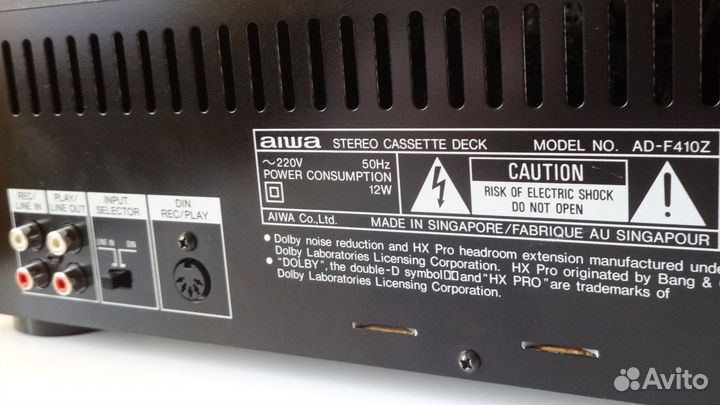 aiwa STEREO CASSETTE DECK MODEL NO. AD-F410Z
~220V 50Hz
POWER CONSUMPTION
12W
AIWA Co.,Ltd. MADE IN SINGAPORE/FABRIQUE AU SINGAPOUR
CAUTION
RISK OF ELECTRIC SHOCK
DO NOT OPEN
• Dolby noise reduction and HX Pro headroom extension manufactured unde
Dolby Laboratories Licensing Corporation. HX Pro originated by Bang &
• "DOLBY", the double-D symbol and "HX PRO" are trademarks of
Dolby Laboratories Licensing Corporation.
REC/
LINE IN
PLAY/
LINE OUT
INPUT
SELECTOR
LINE IN DIN
DIN
REC/PLAY
Avito